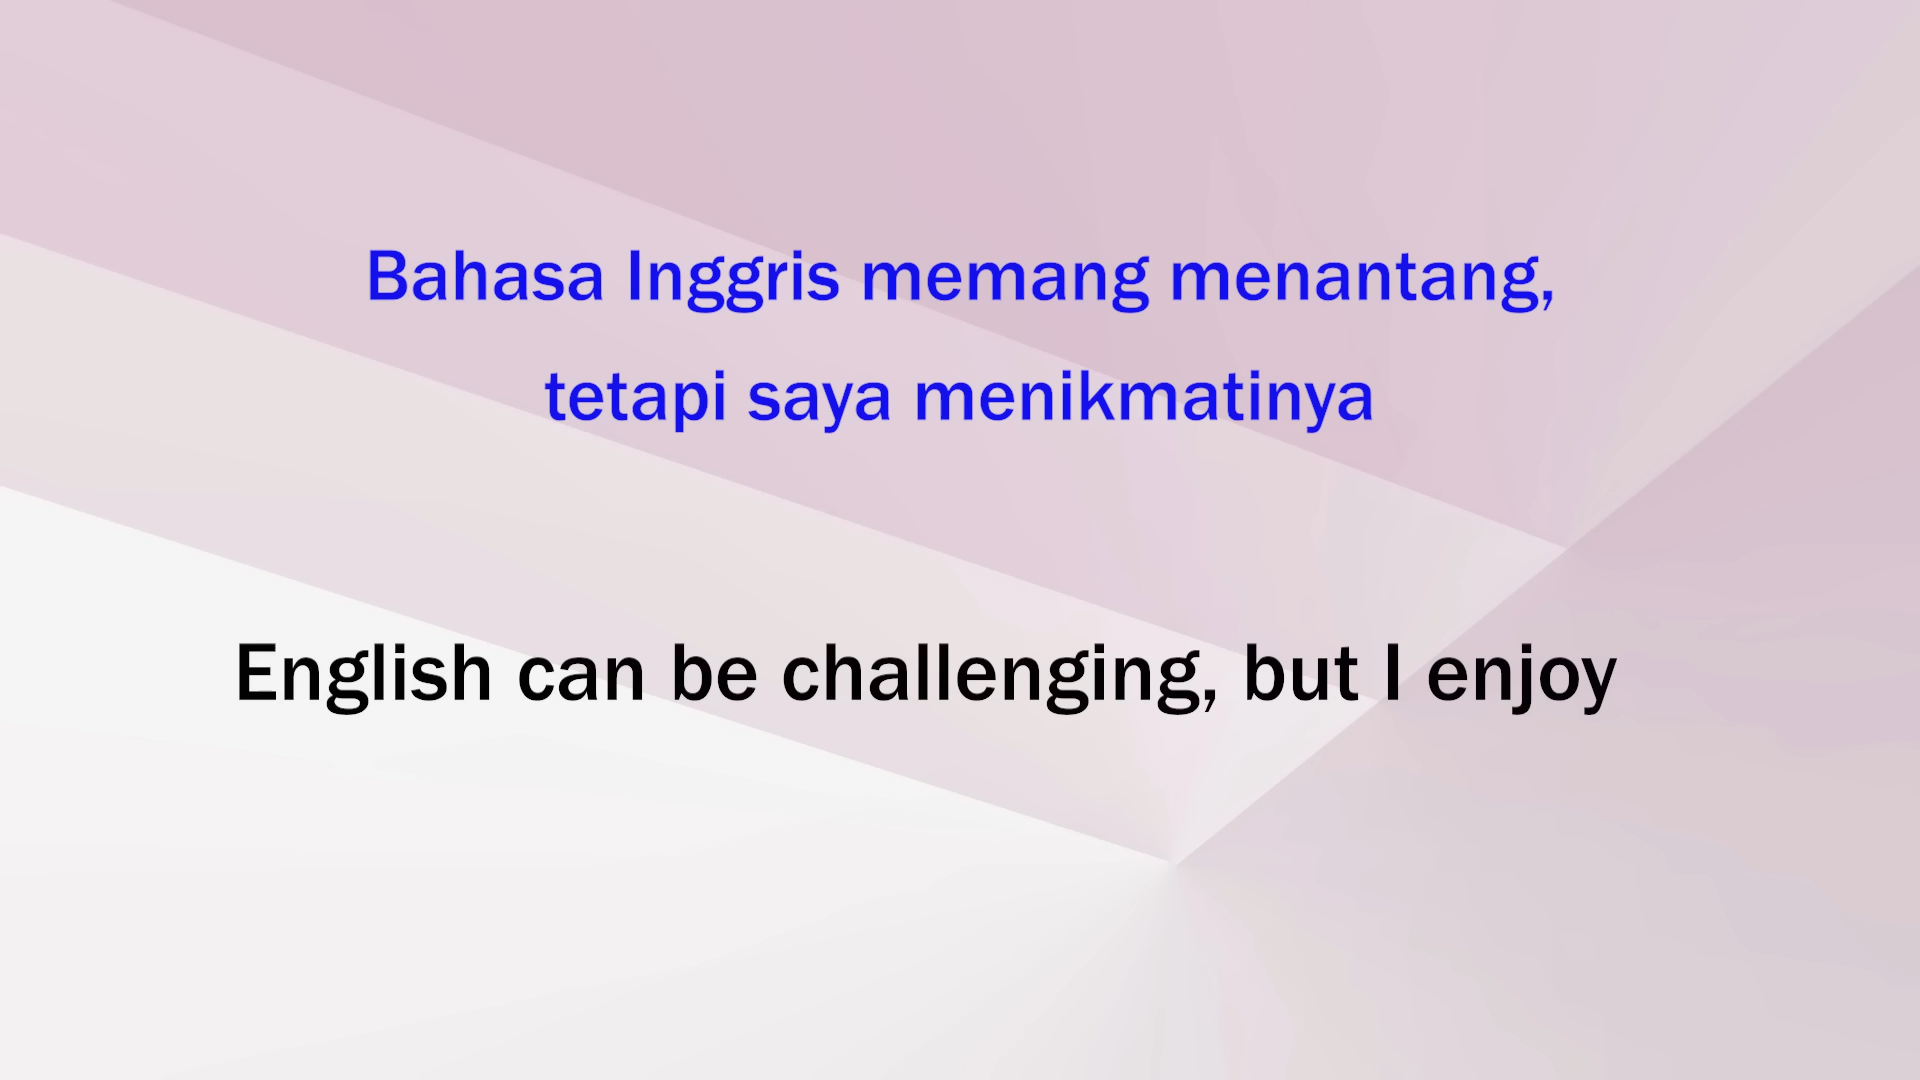 Bahasa Inggris memang menantang,
tetapi saya menikmatinya
English can be challenging, but I enjoy